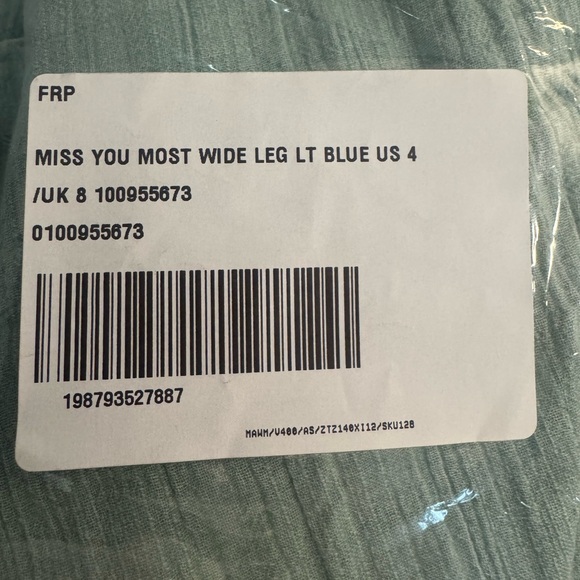 FRP
MISS YOU MOST WIDE LEG LT BLUE US 4
/UK 8 100955673
0100955673
198793527887
MAWM/V400/AS/ZTZ140XI12/SKU128